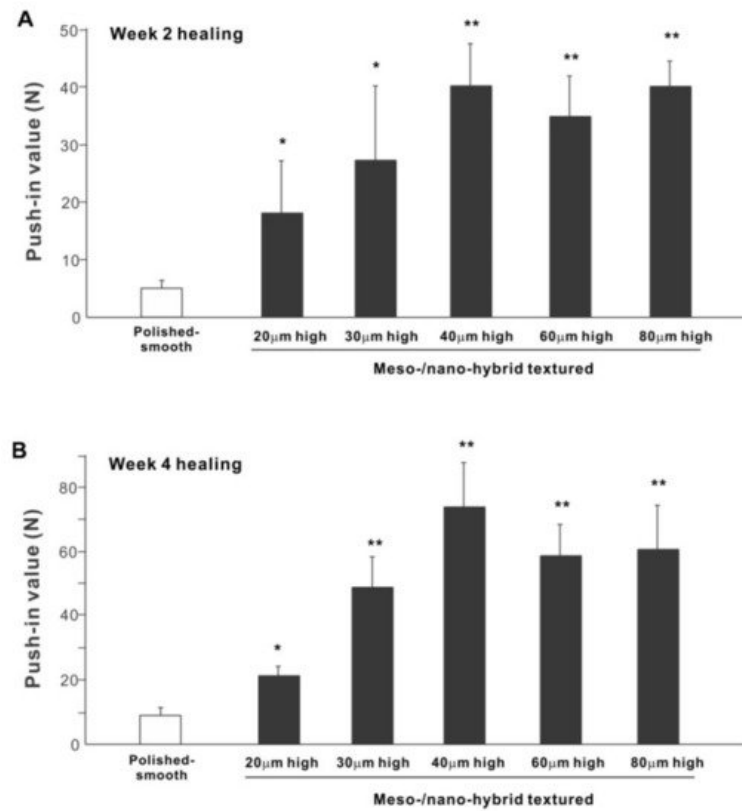 A
Week 2 healing
Push-in value (N)
50
40
30
20
10
0
* * ** ** **
Polished-
smooth
20μm high 30μm high 40μm high 60μm high 80μm high
Meso-/nano-hybrid textured
B
Week 4 healing
Push-in value (N)
80
60
40
20
0
* ** ** ** **
Polished-
smooth
20μm high 30μm high 40μm high 60μm high 80μm high
Meso-/nano-hybrid textured